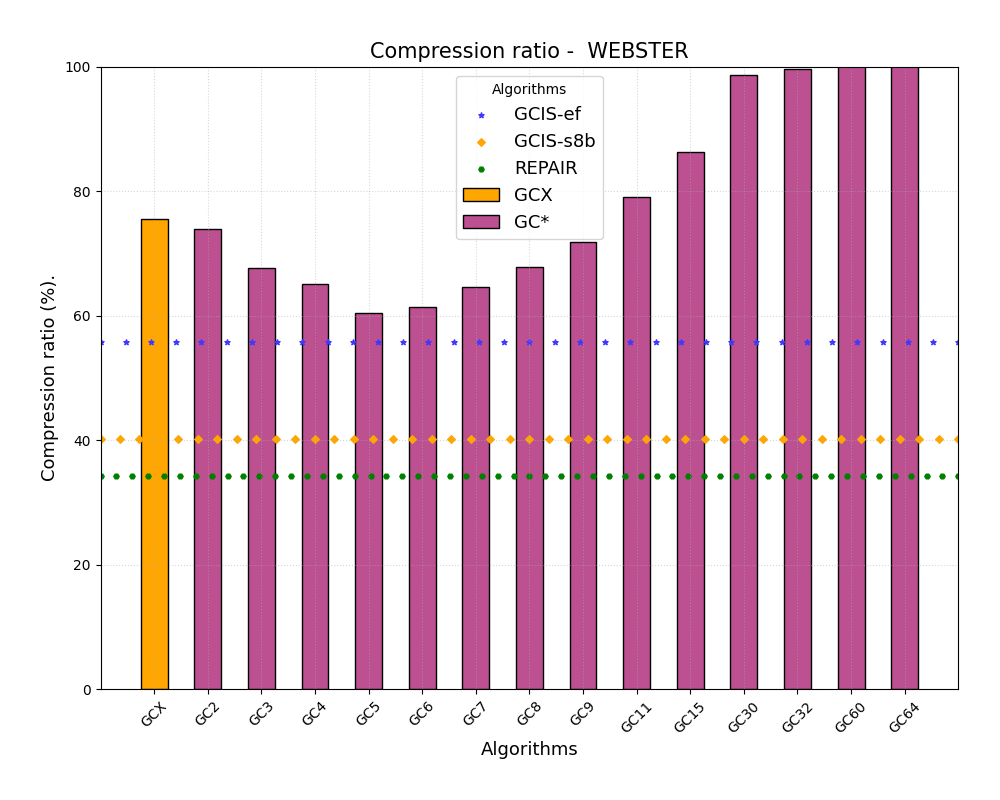 Compression ratio -  WEBSTER
Compression ratio (%).
100
80
60
40
20
0
Algorithms
GCIS-ef
GCIS-s8b
REPAIR
GCX
GC*
GCX GC2 GC3 GC4 GC5 GC6 GC7 GC8 GC9 GC11 GC15 GC30 GC32 GC60 GC64
Algorithms